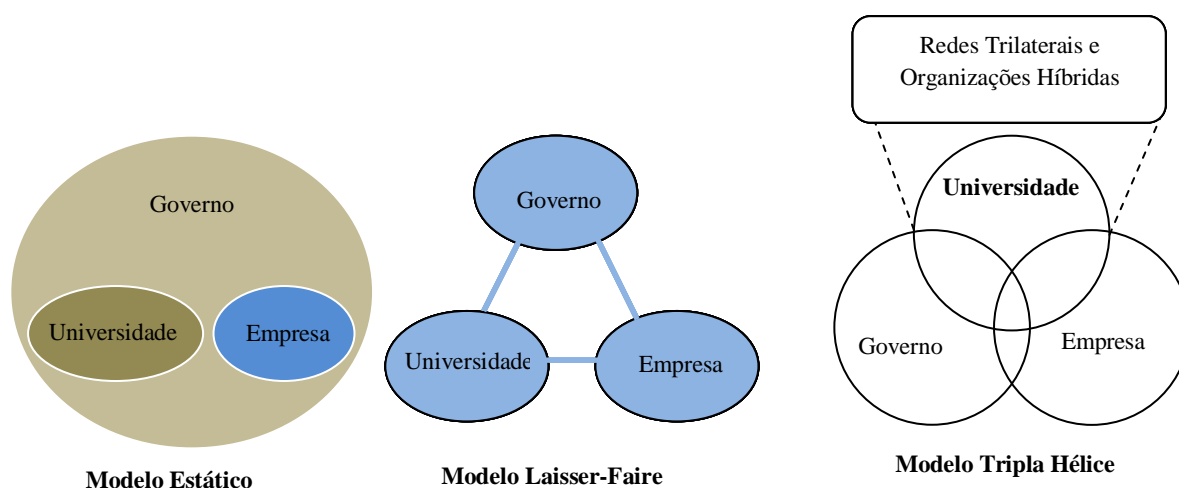 Governo
Universidade
Empresa
Modelo Estático
Governo
Universidade
Empresa
Modelo Laisser-Faire
Redes Trilaterais e
Organizações Híbridas
Universidade
Governo
Empresa
Modelo Tripla Hélice